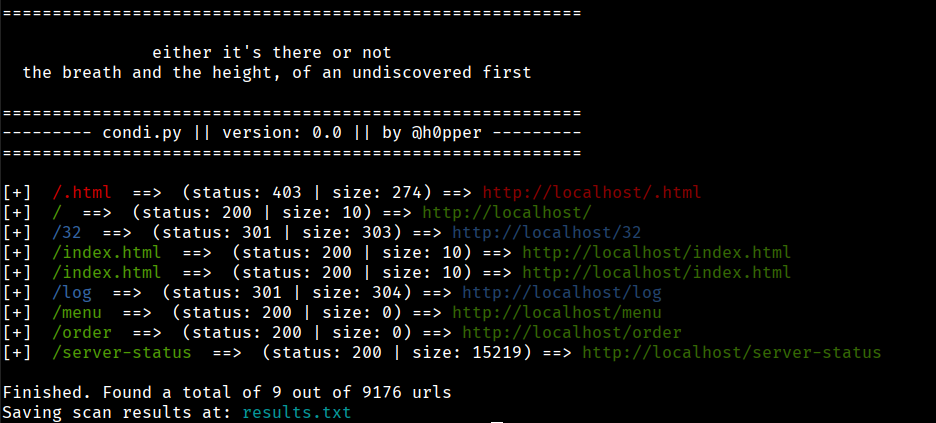 ==========================================================
either it's there or not
the breath and the height, of an undiscovered first
==========================================================
--------- condi.py || version: 0.0 || by @h0pper ---------
==========================================================
[+]  /.html  ==>  (status: 403 | size: 274) ==> http://localhost/.html
[+]  /  ==>  (status: 200 | size: 10) ==> http://localhost/
[+]  /32  ==>  (status: 301 | size: 303) ==> http://localhost/32
[+]  /index.html  ==>  (status: 200 | size: 10) ==> http://localhost/index.html
[+]  /index.html  ==>  (status: 200 | size: 10) ==> http://localhost/index.html
[+]  /log  ==>  (status: 301 | size: 304) ==> http://localhost/log
[+]  /menu  ==>  (status: 200 | size: 0) ==> http://localhost/menu
[+]  /order  ==>  (status: 200 | size: 0) ==> http://localhost/order
[+]  /server-status  ==>  (status: 200 | size: 15219) ==> http://localhost/server-status
Finished. Found a total of 9 out of 9176 urls
Saving scan results at: results.txt